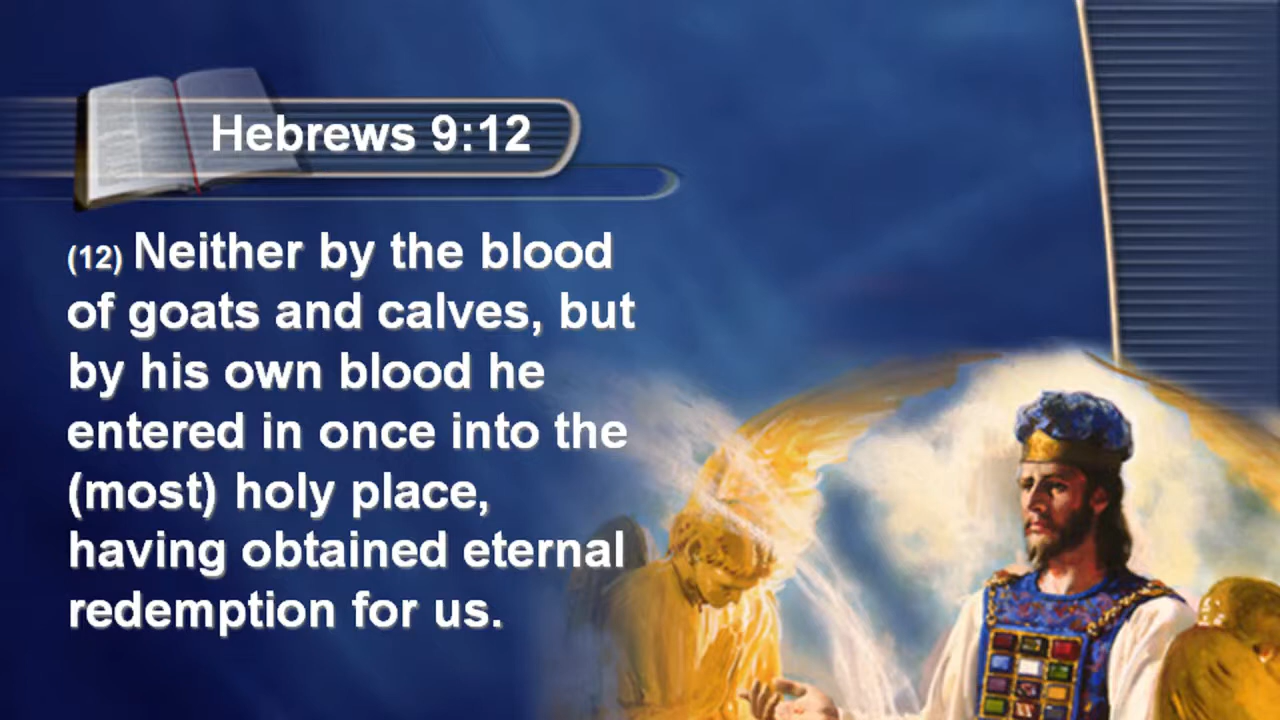 Hebrews 9:12
(12) Neither by the blood
of goats and calves, but
by his own blood he
entered in once into the
(most) holy place,
having obtained eternal
redemption for us.